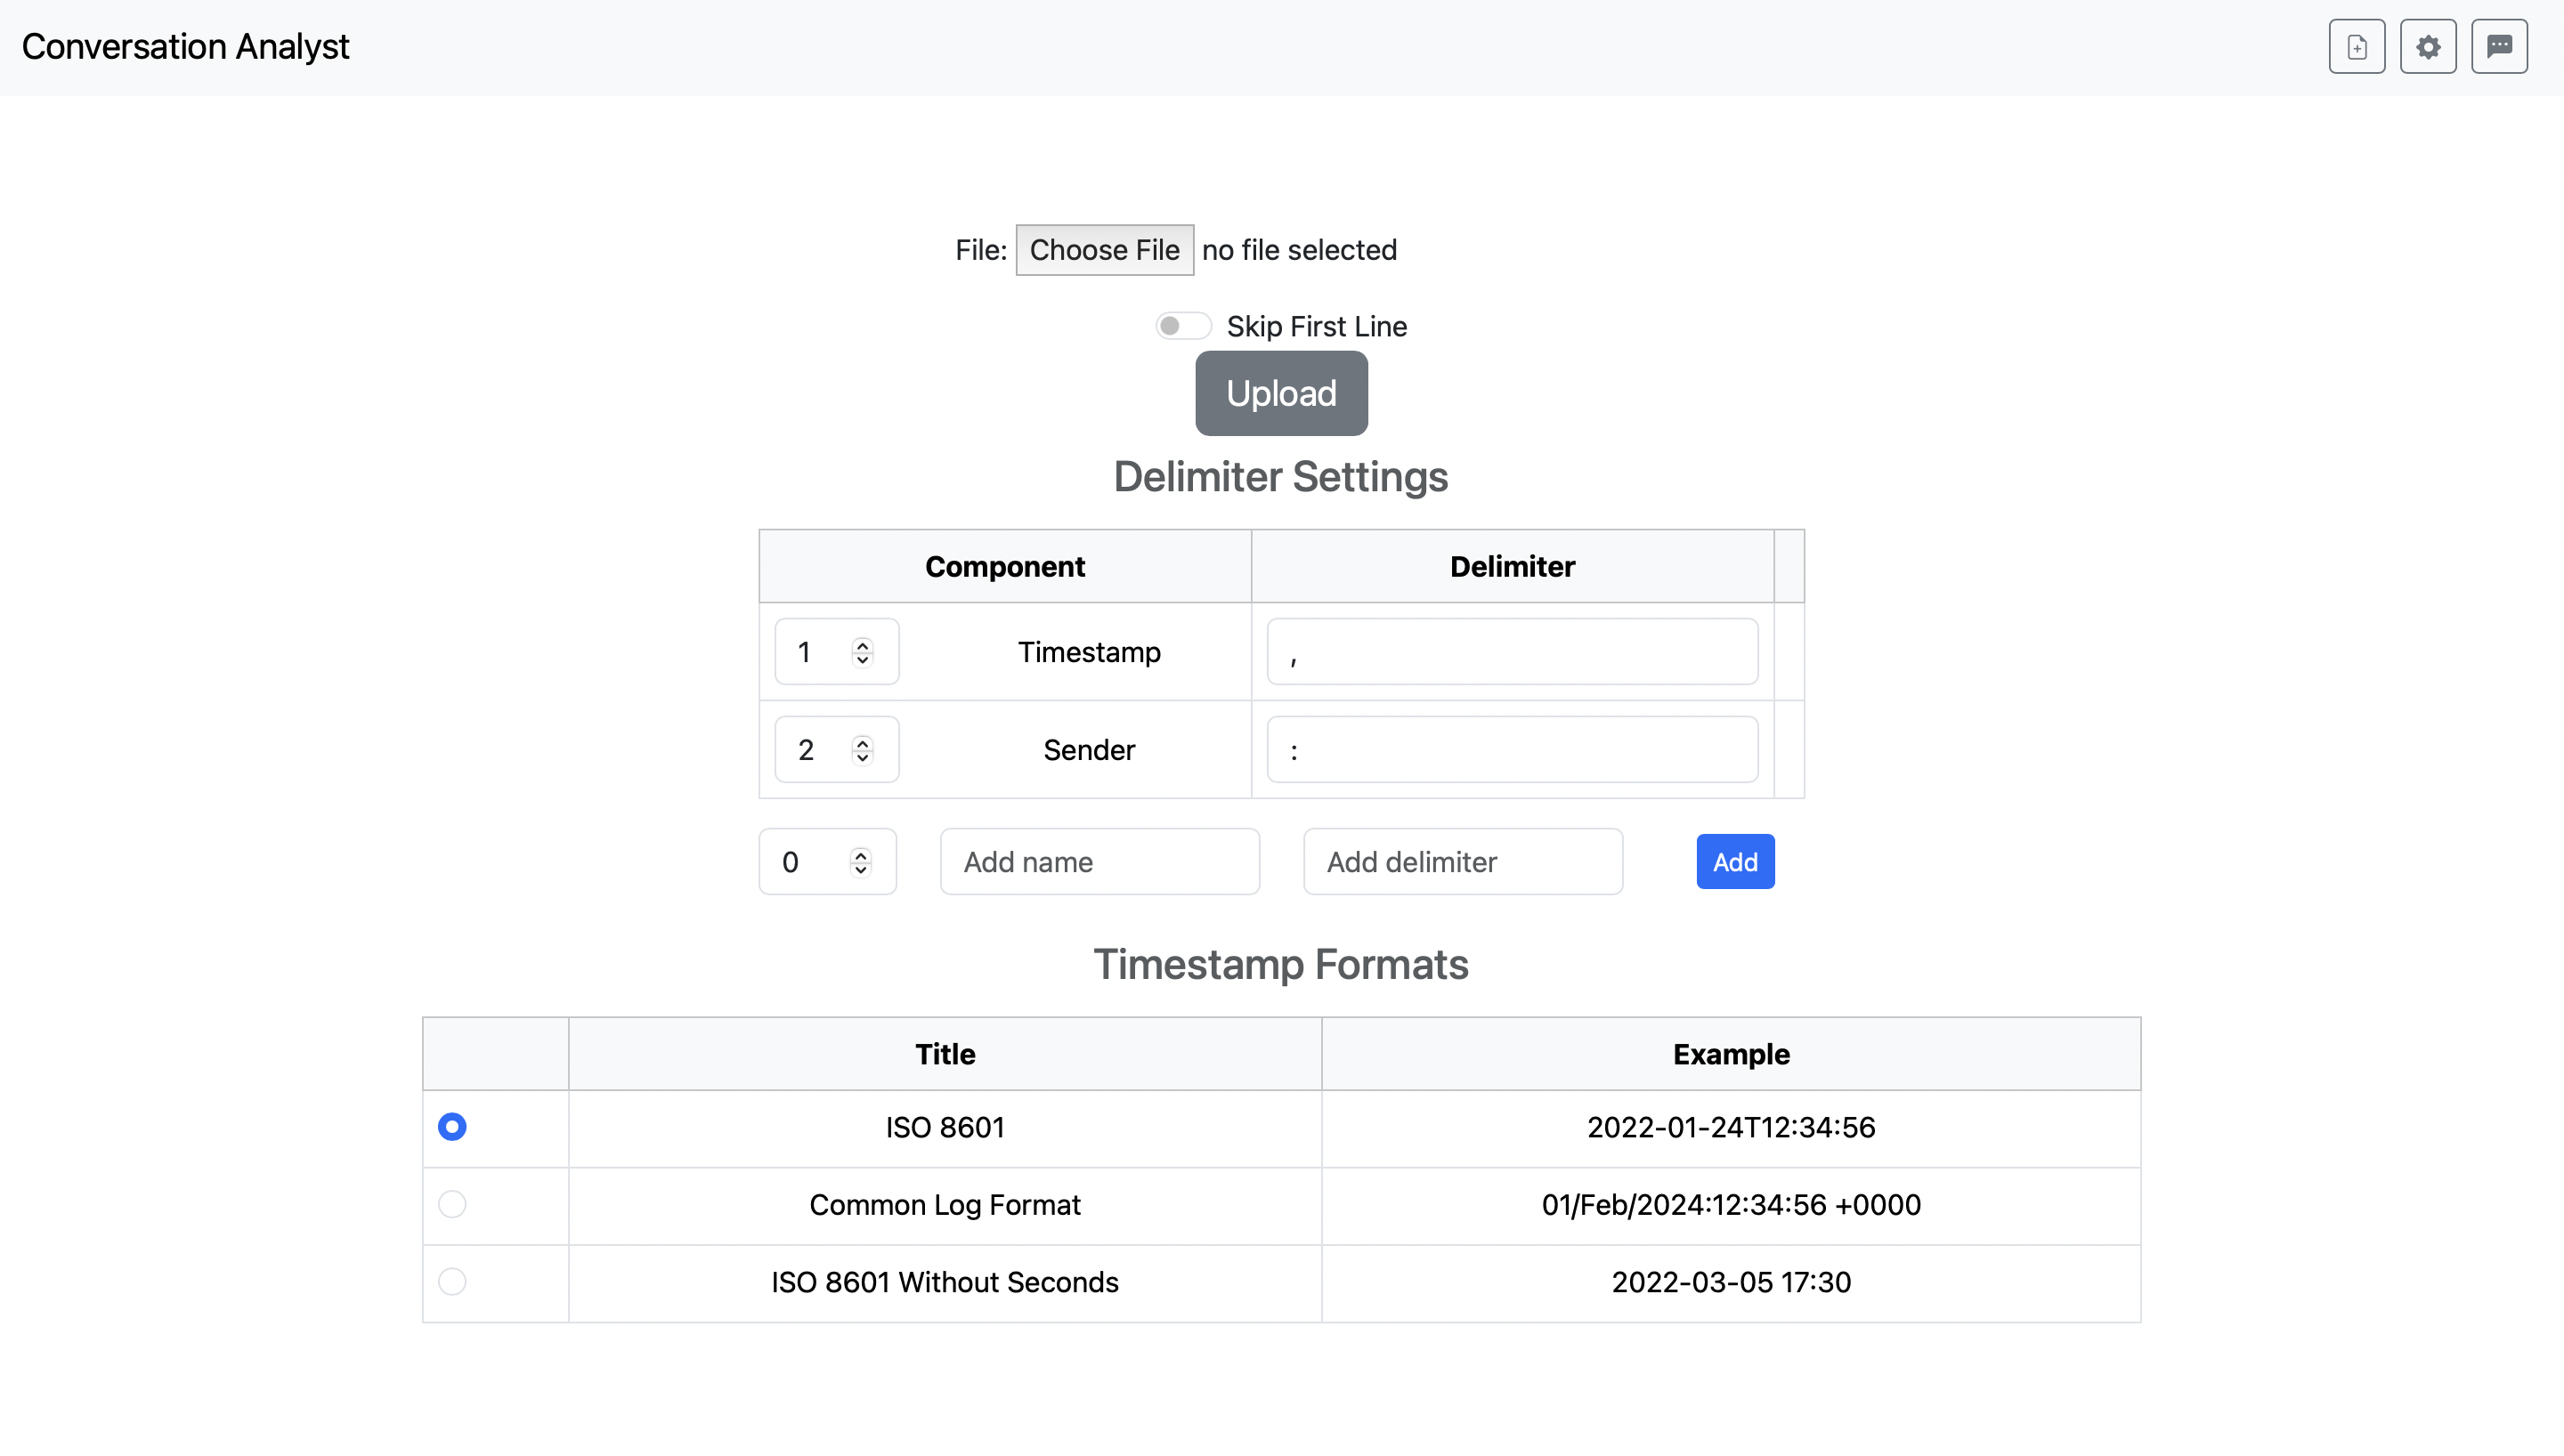 Conversation Analyst
File: Choose File no file selected
Skip First Line
Upload
Delimiter Settings
Component Delimiter
1 Timestamp ,
2 Sender :
0 Add name Add delimiter Add
Timestamp Formats
Title Example
ISO 8601 2022-01-24T12:34:56
Common Log Format 01/Feb/2024:12:34:56 +0000
ISO 8601 Without Seconds 2022-03-05 17:30